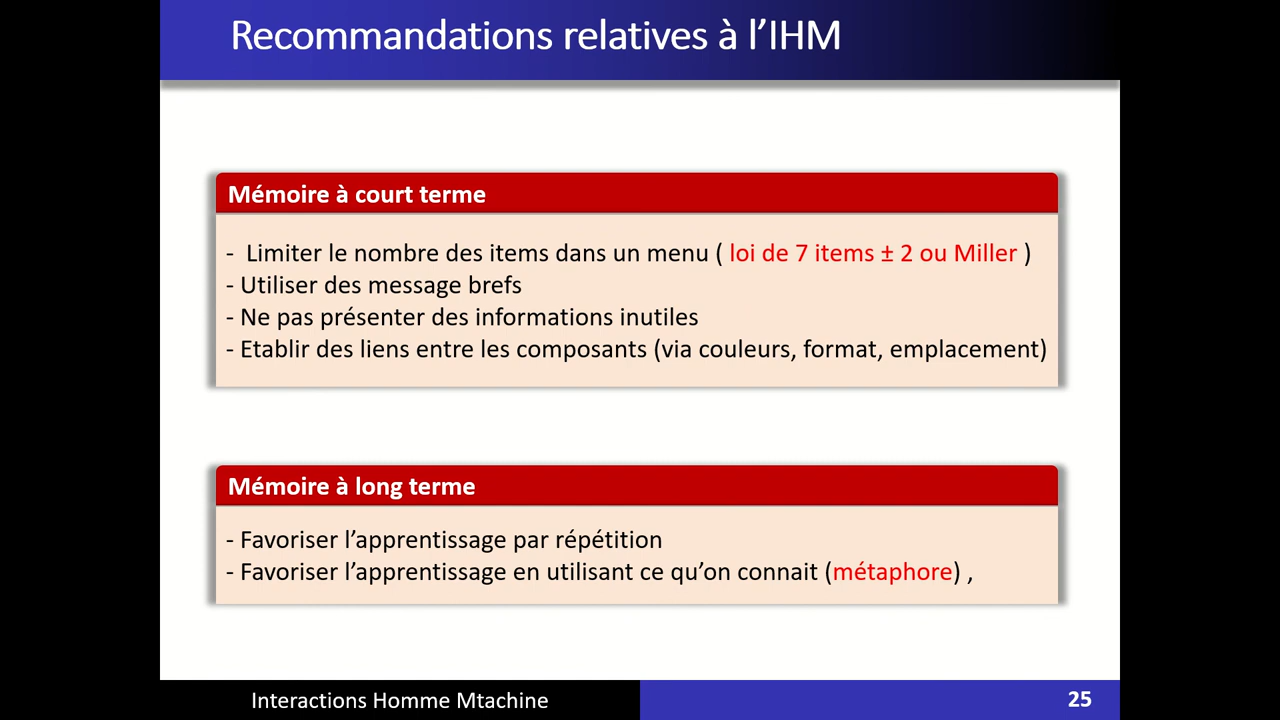 Recommandations relatives à l’IHM
Mémoire à court terme
- Limiter le nombre des items dans un menu ( loi de 7 items ± 2 ou Miller )
- Utiliser des message brefs
- Ne pas présenter des informations inutiles
- Etablir des liens entre les composants (via couleurs, format, emplacement)
Mémoire à long terme
- Favoriser l’apprentissage par répétition
- Favoriser l’apprentissage en utilisant ce qu’on connait (métaphore) ,
Interactions Homme Mtachine
25